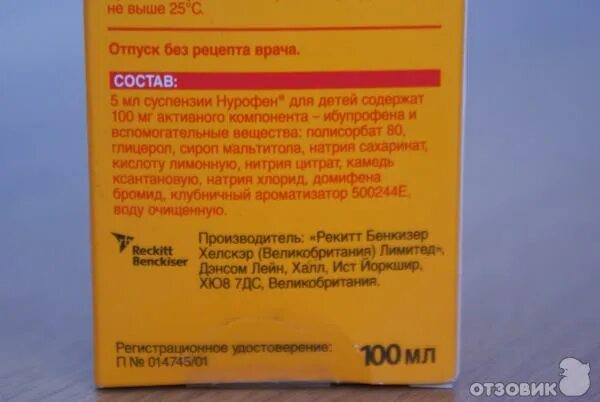 не выше 25°С.
Отпуск без рецепта врача.
СОСТАВ:
5 мл суспензии Нурофен® для детей содержат
100 мг активного компонента – ибупрофена и
вспомогательные вещества: полисорбат 80,
глицерол, сироп мальтитола, натрия сахаринат,
кислоту лимонную, нитрия цитрат, камедь
ксантановую, натрия хлорид, домифена
бромид, клубничный ароматизатор 500244Е,
воду очищенную.
Reckitt
Benckiser
Производитель: «Рекитт Бенкизер
Хелскэр (Великобритания) Лимитед»,
Дэнсом Лейн, Халл, Ист Йоркшир,
ХЮ8 7ДС, Великобритания.
Регистрационное удостоверение:
П № 014745/01
100 мл
ОТЗОВИК